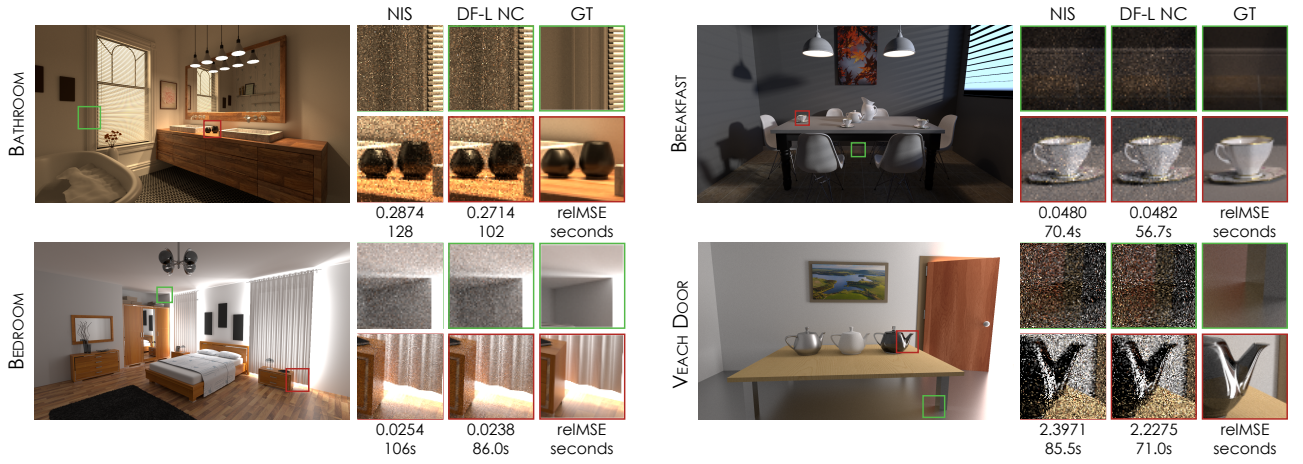 NIS DF-L NC GT
BATHROOM
0.2874 0.2714 relMSE
128 102 seconds
BEDROOM
0.0254 0.0238 relMSE
106s 86.0s seconds
NIS DF-L NC GT
BREAKFAST
0.0480 0.0482 relMSE
70.4s 56.7s seconds
VEACH DOOR
2.3971 2.2275 relMSE
85.5s 71.0s seconds